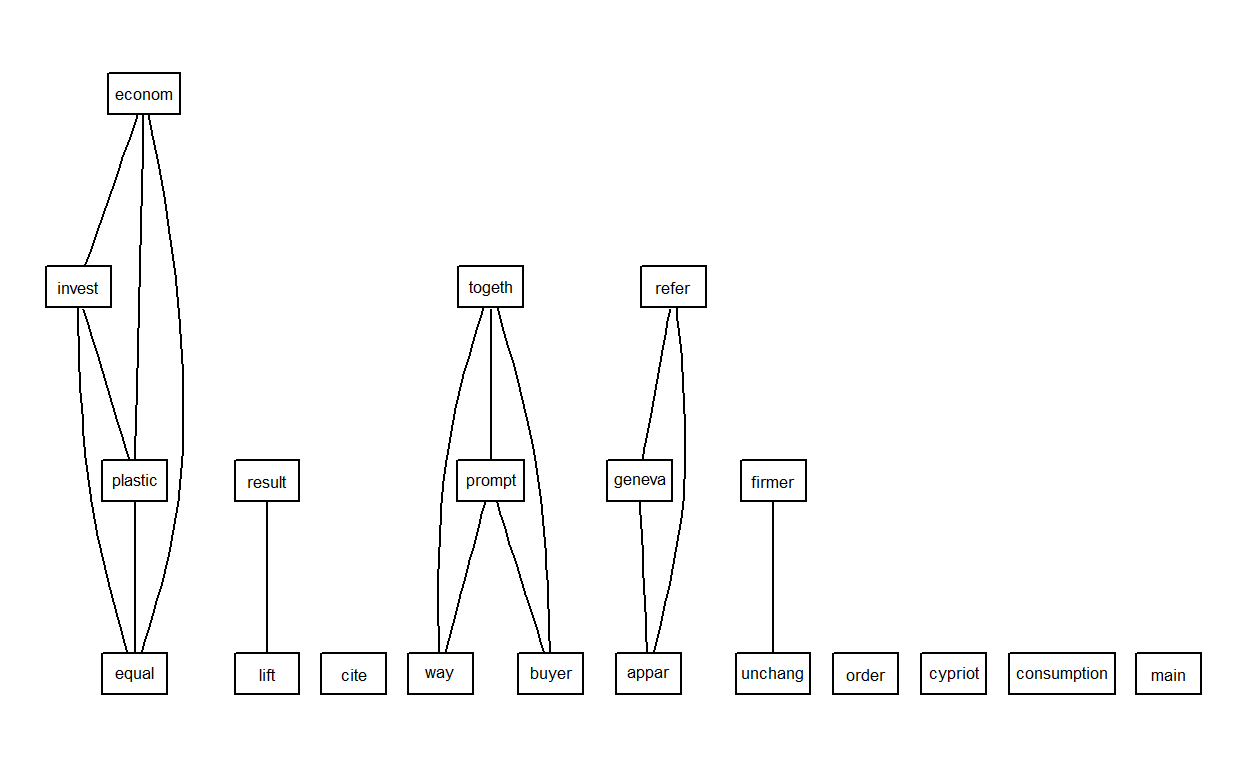 econom
invest
togeth
refer
plastic
result
prompt
geneva
firmer
equal
lift
cite
way
buyer
appar
unchang
order
cypriot
consumption
main